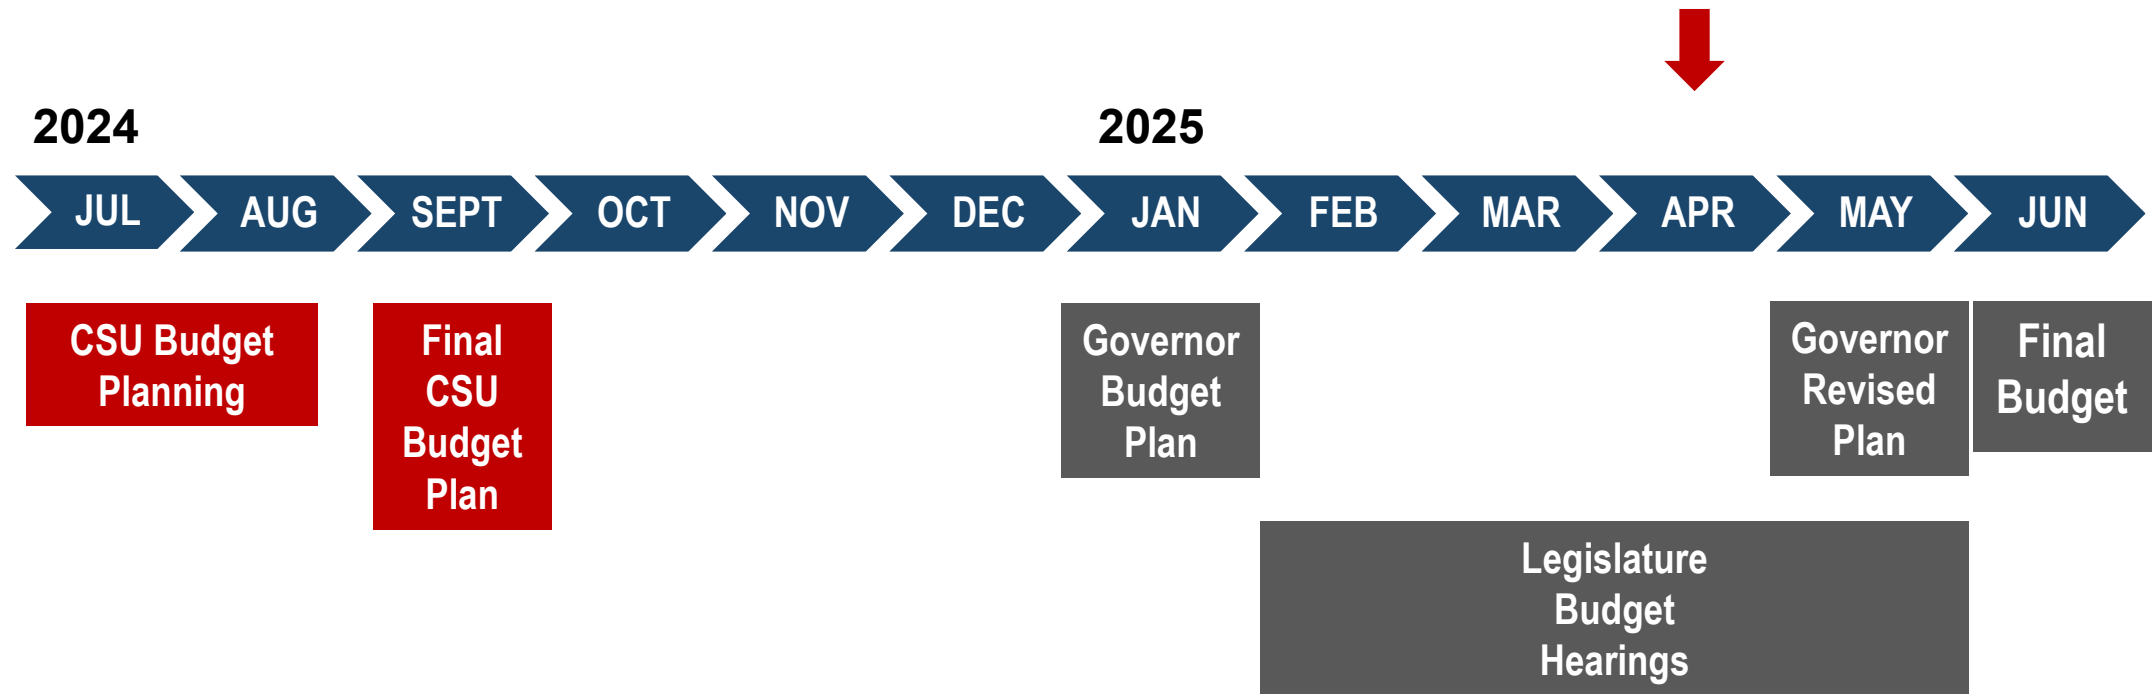 2024
2025
JUL AUG SEPT OCT NOV DEC JAN FEB MAR APR MAY JUN
CSU Budget
Planning
Final
CSU
Budget
Plan
Governor
Budget
Plan
Governor
Revised
Plan
Final
Budget
Legislature
Budget
Hearings